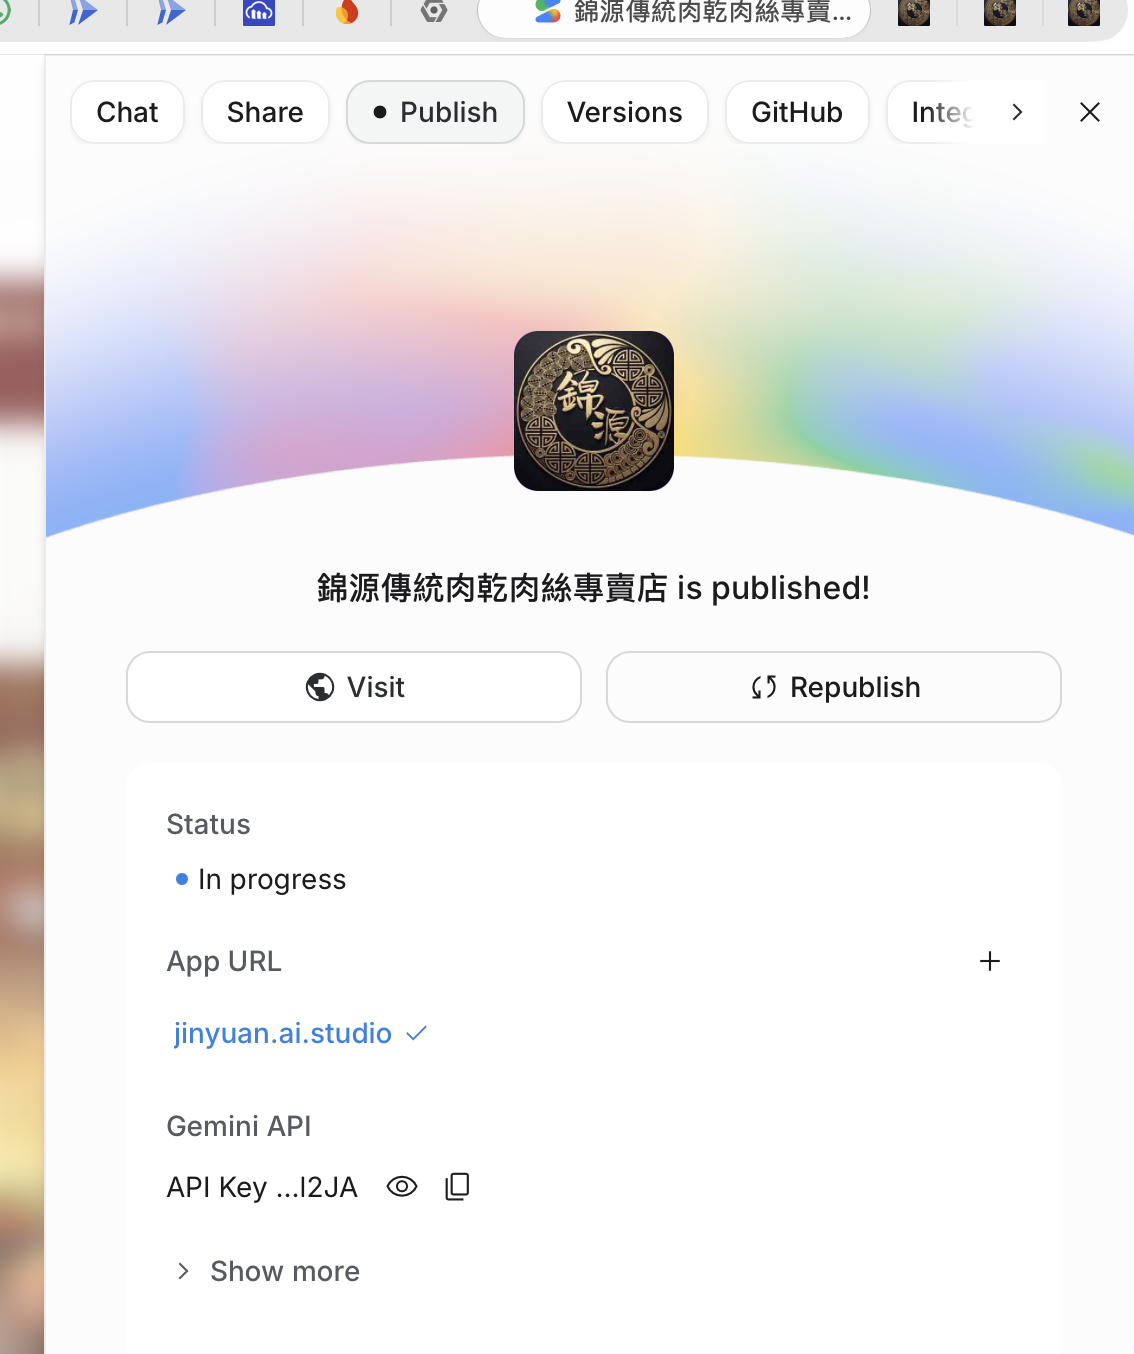 錦源傳統肉乾肉絲專賣...
Chat
Share
Publish
Versions
GitHub
Integ
錦源
錦源傳統肉乾肉絲專賣店 is published!
Visit
Republish
Status
In progress
App URL
jinyuan.ai.studio
Gemini API
API Key ...I2JA
Show more